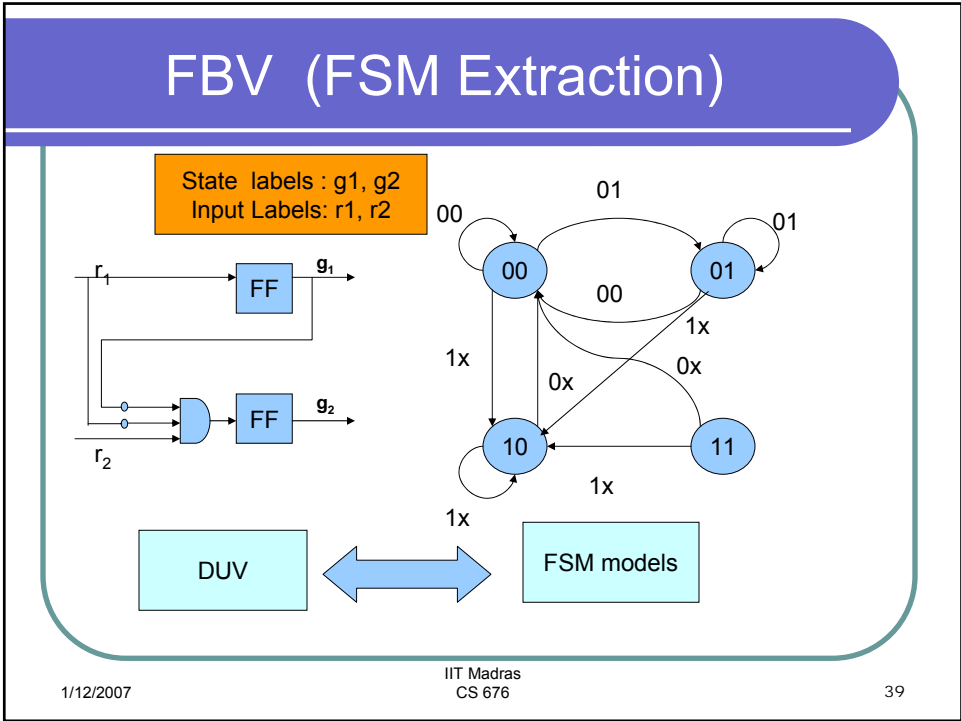 FBV (FSM Extraction)
State labels : g1, g2
Input Labels: r1, r2
r1
FF
g1
FF
g2
r2
00
01
01
00
01
00
1x
1x
0x
0x
10
11
1x
1x
DUV
FSM models
1/12/2007
IIT Madras
CS 676
39